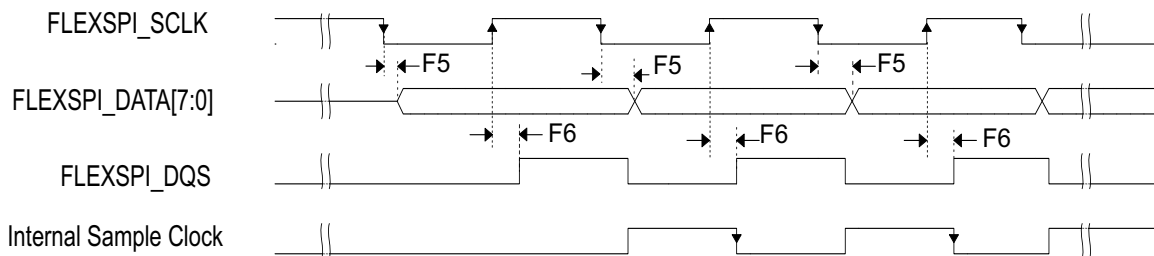 FLEXSPI_SCLK
F5
F5
F5
FLEXSPI_DATA[7:0]
F6
F6
F6
FLEXSPI_DQS
Internal Sample Clock